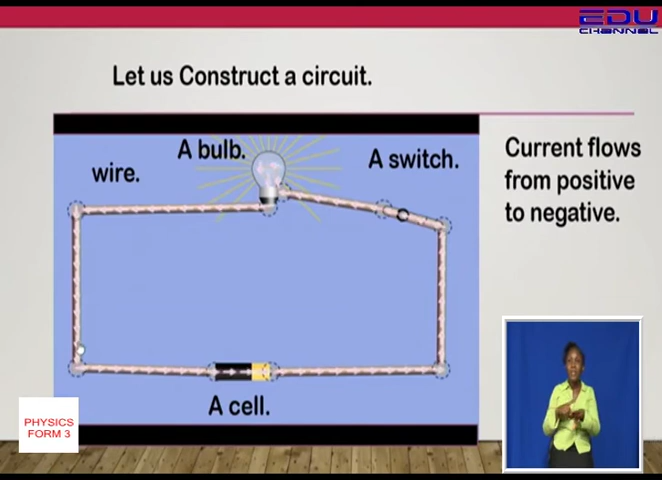 EDU
CHANNEL
Let us Construct a circuit.
A bulb.
wire.
A switch.
Current flows
from positive
to negative.
A cell.
PHYSICS
FORM 3